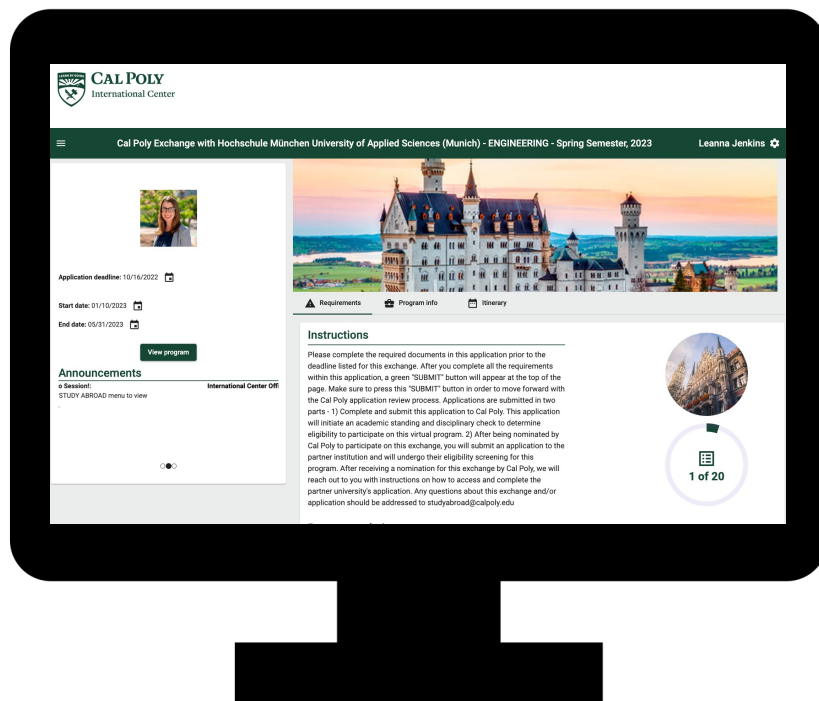 LEARN BY DOING
CAL POLY
International Center
Cal Poly Exchange with Hochschule München University of Applied Sciences (Munich) - ENGINEERING - Spring Semester, 2023
Leanna Jenkins
Application deadline: 10/16/2022
Start date: 01/10/2023
End date: 05/31/2023
View program
Announcements
o Session!:
International Center Offi
STUDY ABROAD menu to view
.
Requirements
Program info
Itinerary
Instructions
Please complete the required documents in this application prior to the
deadline listed for this exchange. After you complete all the requirements
within this application, a green "SUBMIT" button will appear at the top of the
page. Make sure to press this "SUBMIT" button in order to move forward with
the Cal Poly application review process. Applications are submitted in two
parts - 1) Complete and submit this application to Cal Poly. This application
will initiate an academic standing and disciplinary check to determine
eligibility to participate on this virtual program. 2) After being nominated by
Cal Poly to participate on this exchange, you will submit an application to the
partner institution and will undergo their eligibility screening for this
program. After receiving a nomination for this exchange by Cal Poly, we will
reach out to you with instructions on how to access and complete the
partner university's application. Any questions about this exchange and/or
application should be addressed to studyabroad@calpoly.edu
1 of 20